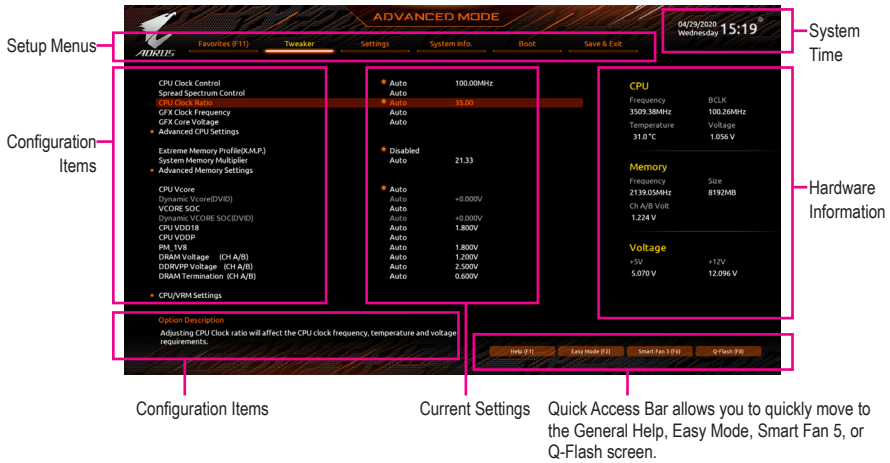 ADVANCED MODE
04/29/2020
Wednesday 15:19
System
Time
Setup Menus
AORUS
Favorites (F11) Tweaker Settings System Info. Boot Save & Exit
Configuration
Items
CPU Clock Control Auto 100.00MHz
Spread Spectrum Control Auto
CPU Clock Ratio Auto 35.00
GFX Clock Frequency Auto
GFX Core Voltage Auto
Advanced CPU Settings
Extreme Memory Profile(X.M.P.) Disabled
System Memory Multiplier Auto 21.33
Advanced Memory Settings
CPU Vcore Auto
Dynamic Vcore(DVID) Auto +0.000V
VCORE SOC Auto
Dynamic VCORE SOC(DVID) Auto +0.000V
CPU VDD18 Auto 1.800V
CPU VDDP Auto
PM_1V8 Auto 1.800V
DRAM Voltage (CH A/B) Auto 1.200V
DDRVPP Voltage (CH A/B) Auto 2.500V
DRAM Termination (CH A/B) Auto 0.600V
CPU/VRM Settings
CPU
Frequency BCLK
3509.38MHz 100.26MHz
Temperature Voltage
31.0 °C 1.056 V
Memory
Frequency Size
2139.05MHz 8192MB
Ch A/B Volt
1.224 V
Voltage
+5V +12V
5.070 V 12.096 V
Hardware
Information
Option Description
Adjusting CPU Clock ratio will affect the CPU clock frequency, temperature and voltage
requirements.
Help (F1) Easy Mode (F2) Smart Fan 5 (F6) Q-Flash (F8)
Configuration Items
Current Settings
Quick Access Bar allows you to quickly move to
the General Help, Easy Mode, Smart Fan 5, or
Q-Flash screen.